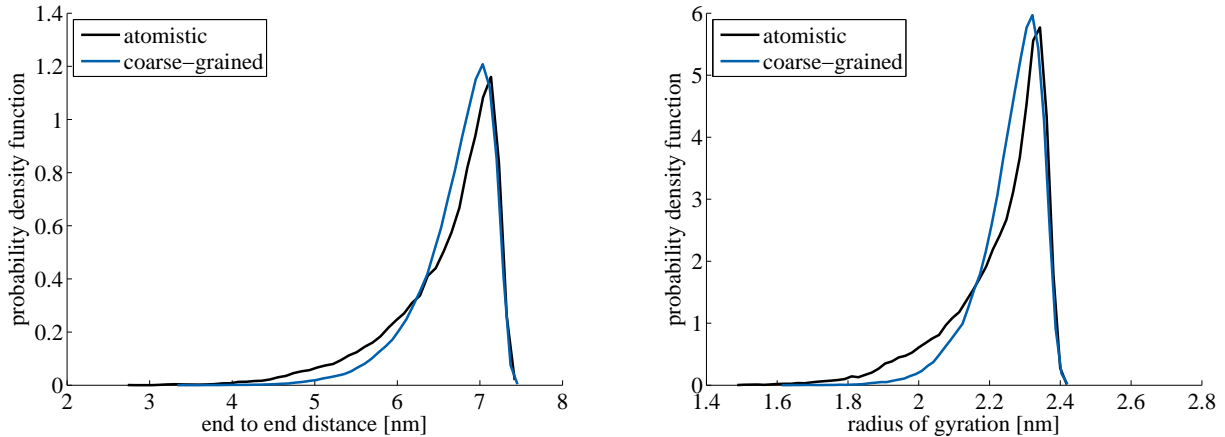 1.4
1.2
1
0.8
0.6
0.4
0.2
0
probability density function
atomistic
coarse−grained
2 3 4 5 6 7 8
end to end distance [nm]
6
5
4
3
2
1
0
probability density function
atomistic
coarse−grained
1.4 1.6 1.8 2 2.2 2.4 2.6 2.8
radius of gyration [nm]